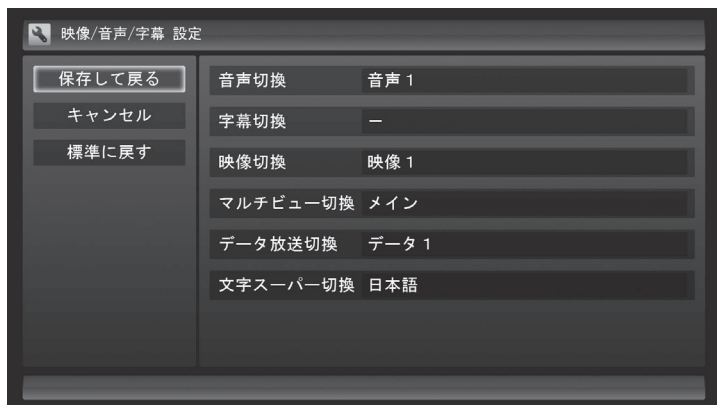 映像/音声/字幕 設定
保存して戻る
キャンセル
標準に戻す
音声切換 音声1
字幕切換 ー
映像切換 映像1
マルチビュー切換 メイン
データ放送切換 データ1
文字スーパー切換 日本語